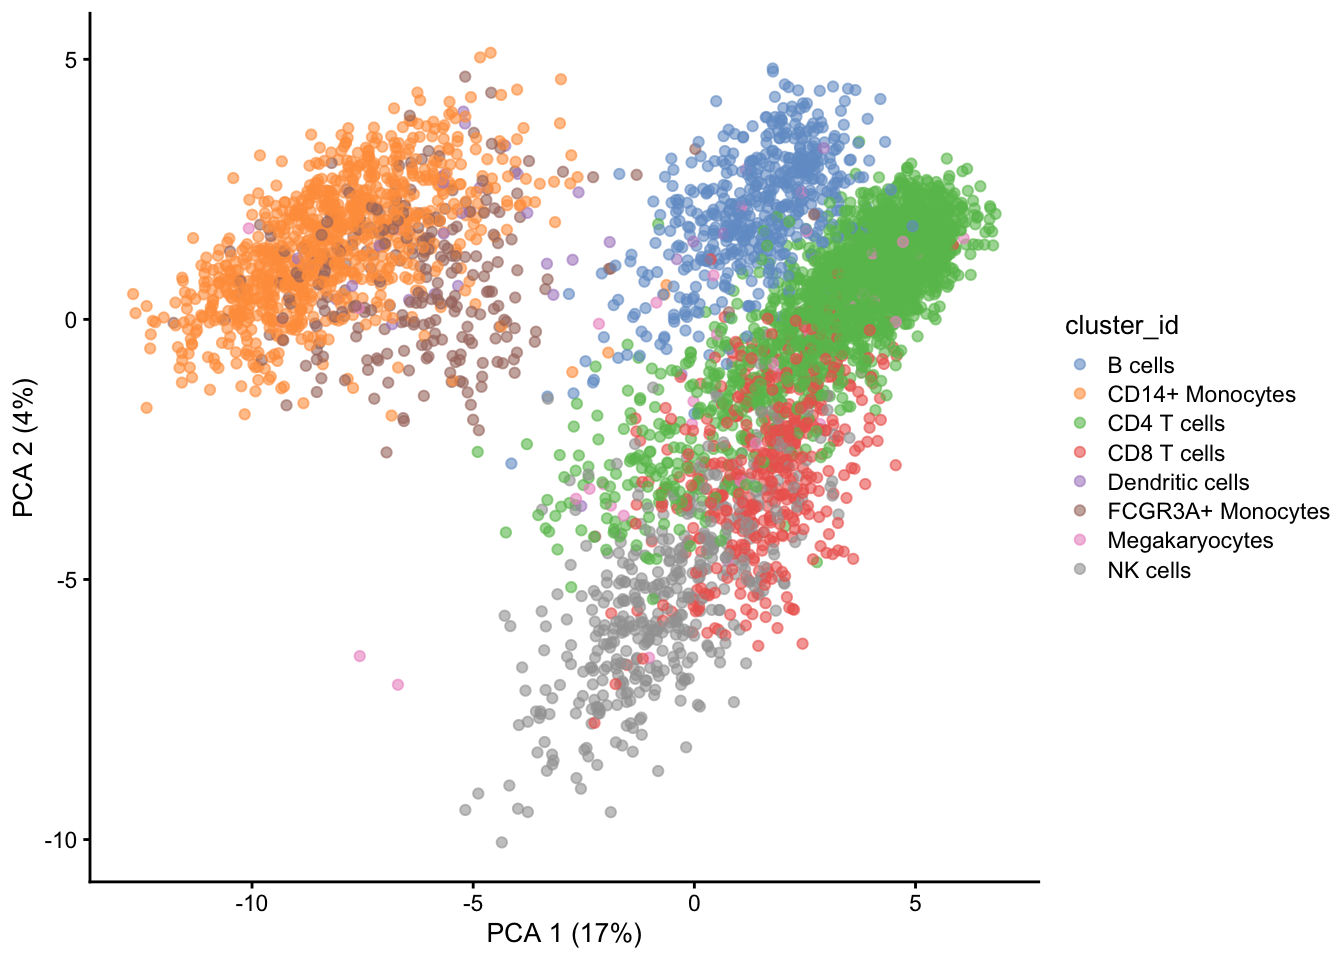 5
0
-5
-10
PCA 2 (4%)
-10
-5
0
5
PCA 1 (17%)
cluster_id
B cells
CD14+ Monocytes
CD4 T cells
CD8 T cells
Dendritic cells
FCGR3A+ Monocytes
Megakaryocytes
NK cells